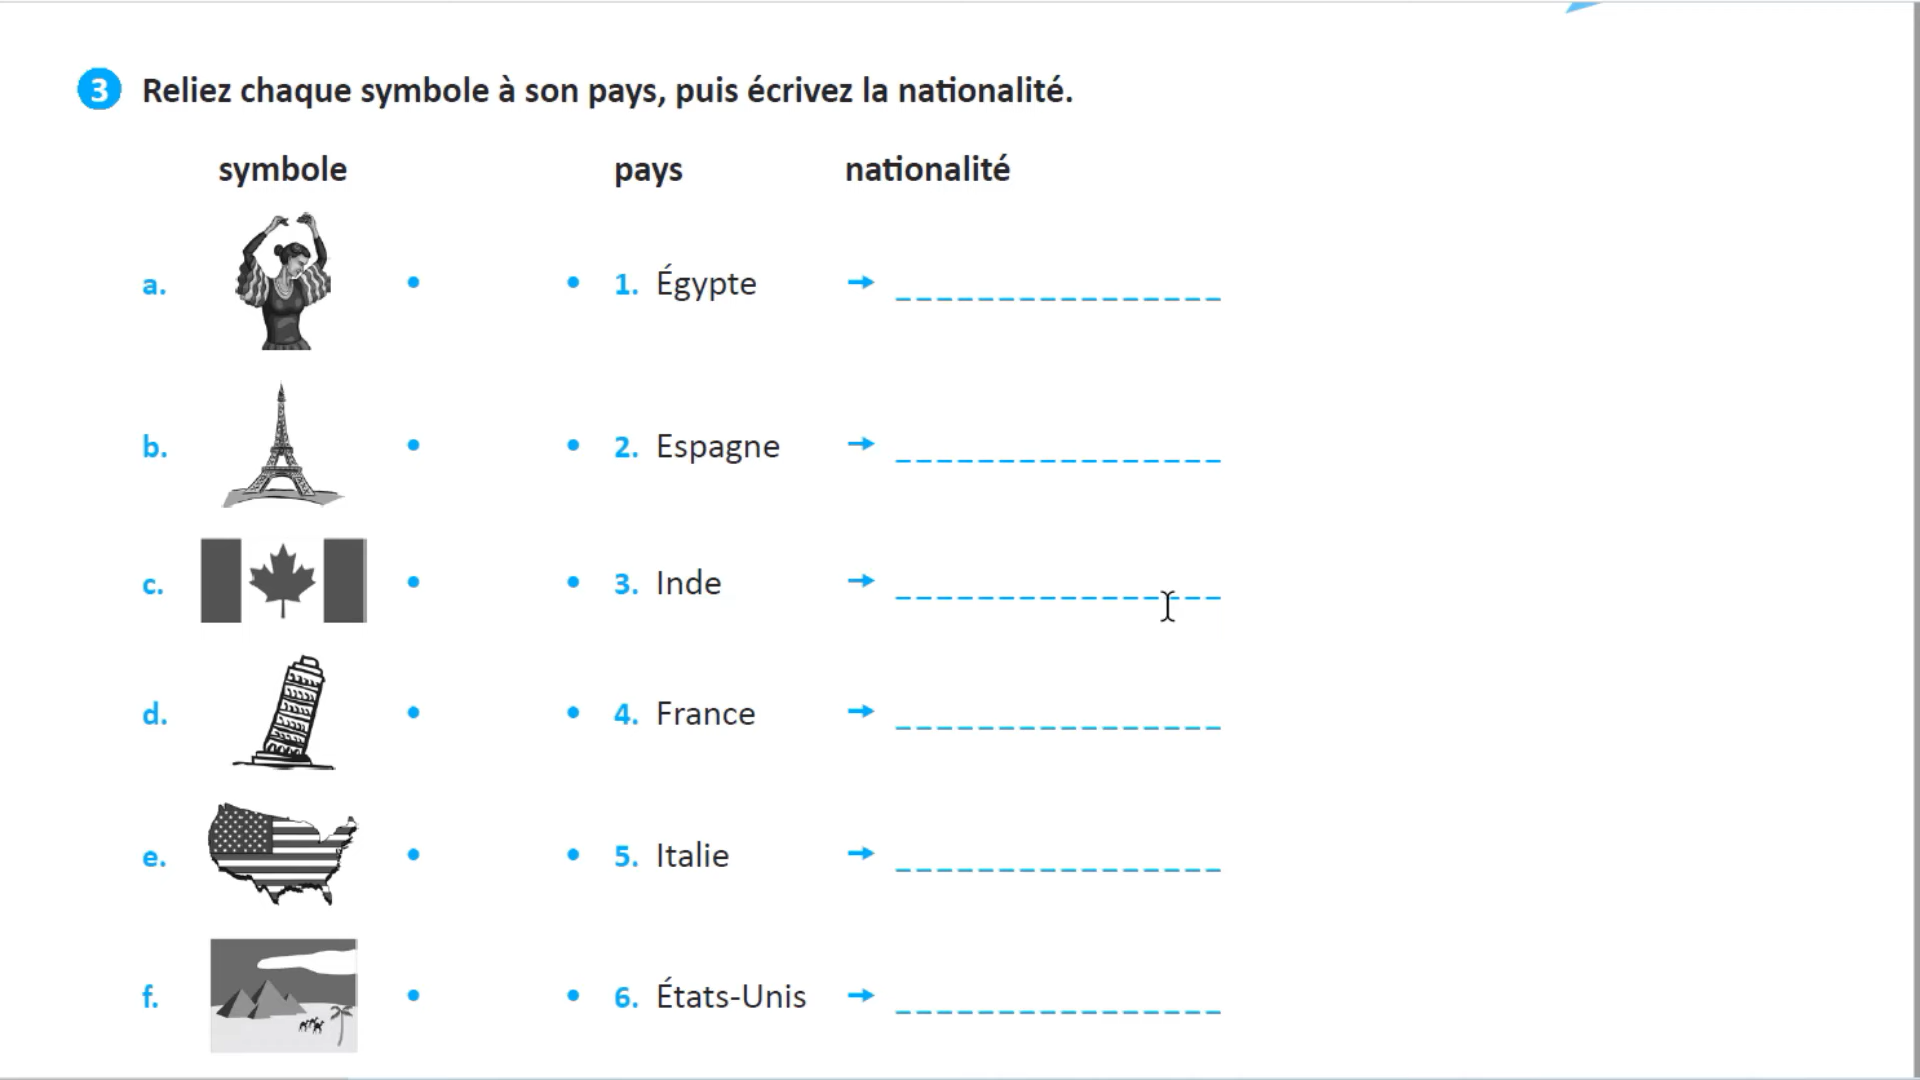 3 Reliez chaque symbole à son pays, puis écrivez la nationalité.
symbole pays nationalité
a. 1. Égypte
b. 2. Espagne
c. 3. Inde
d. 4. France
e. 5. Italie
f. 6. États-Unis